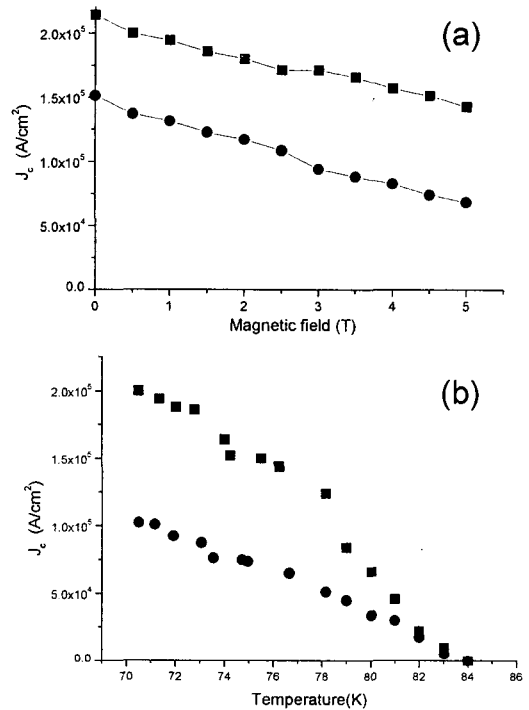 (a)
2.0x10⁵
1.5x10⁵
1.0x10⁵
5.0x10⁴
0.0
J_c (A/cm²)
0 1 2 3 4 5
Magnetic field (T)
(b)
2.0x10⁵
1.5x10⁵
1.0x10⁵
5.0x10⁴
0.0
J_c (A/cm²)
70 72 74 76 78 80 82 84 86
Temperature(K)